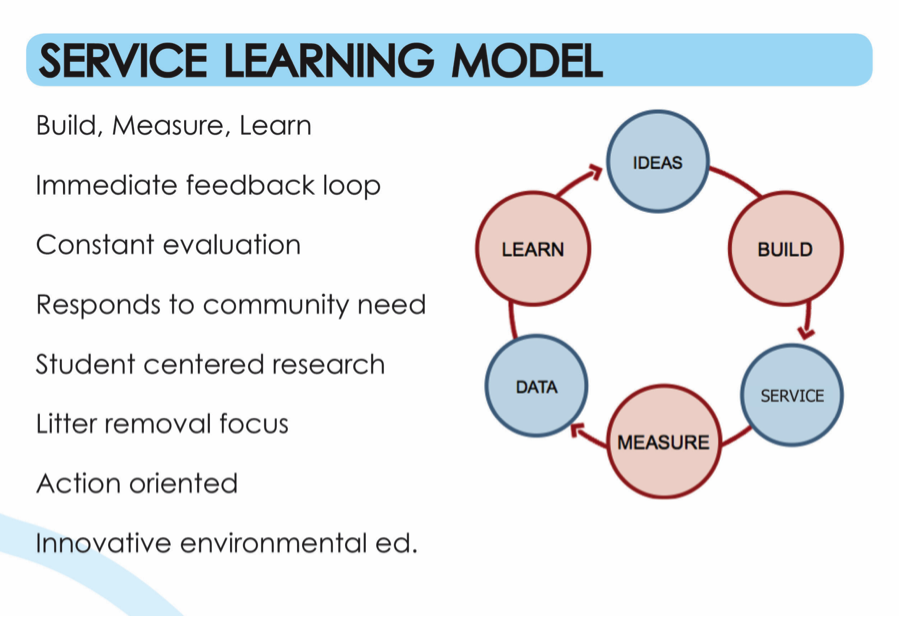 SERVICE LEARNING MODEL
Build, Measure, Learn
Immediate feedback loop
Constant evaluation
Responds to community need
Student centered research
Litter removal focus
Action oriented
Innovative environmental ed.
IDEAS
BUILD
SERVICE
MEASURE
DATA
LEARN